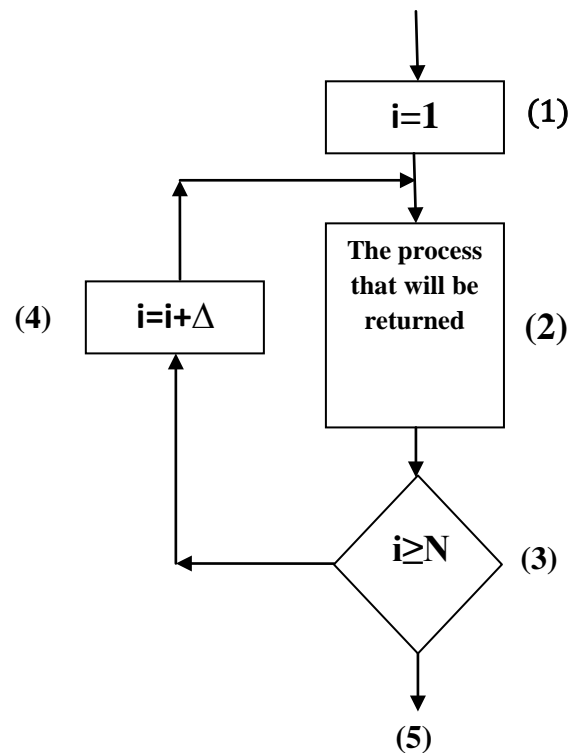 i=1
(1)
The process
that will be
returned
(2)
(4)
i=i+Δ
i≥N
(3)
(5)